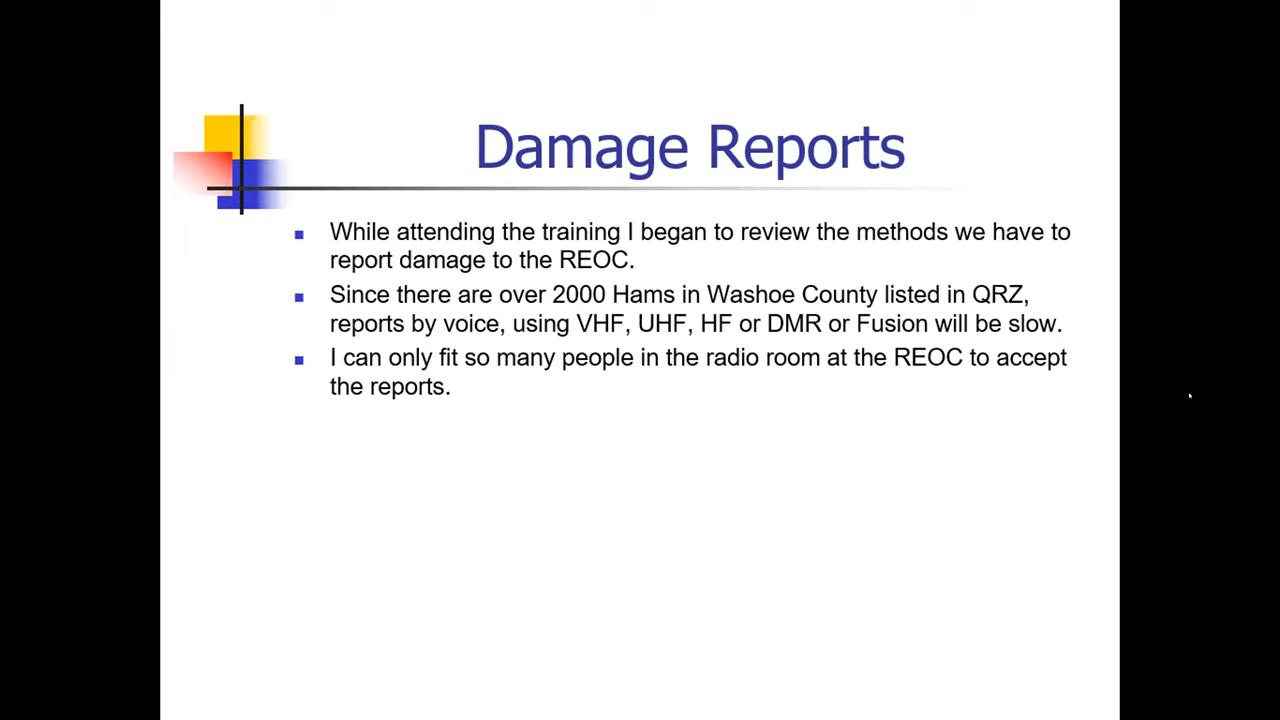 Damage Reports
While attending the training I began to review the methods we have to
report damage to the REOC.
Since there are over 2000 Hams in Washoe County listed in QRZ,
reports by voice, using VHF, UHF, HF or DMR or Fusion will be slow.
I can only fit so many people in the radio room at the REOC to accept
the reports.